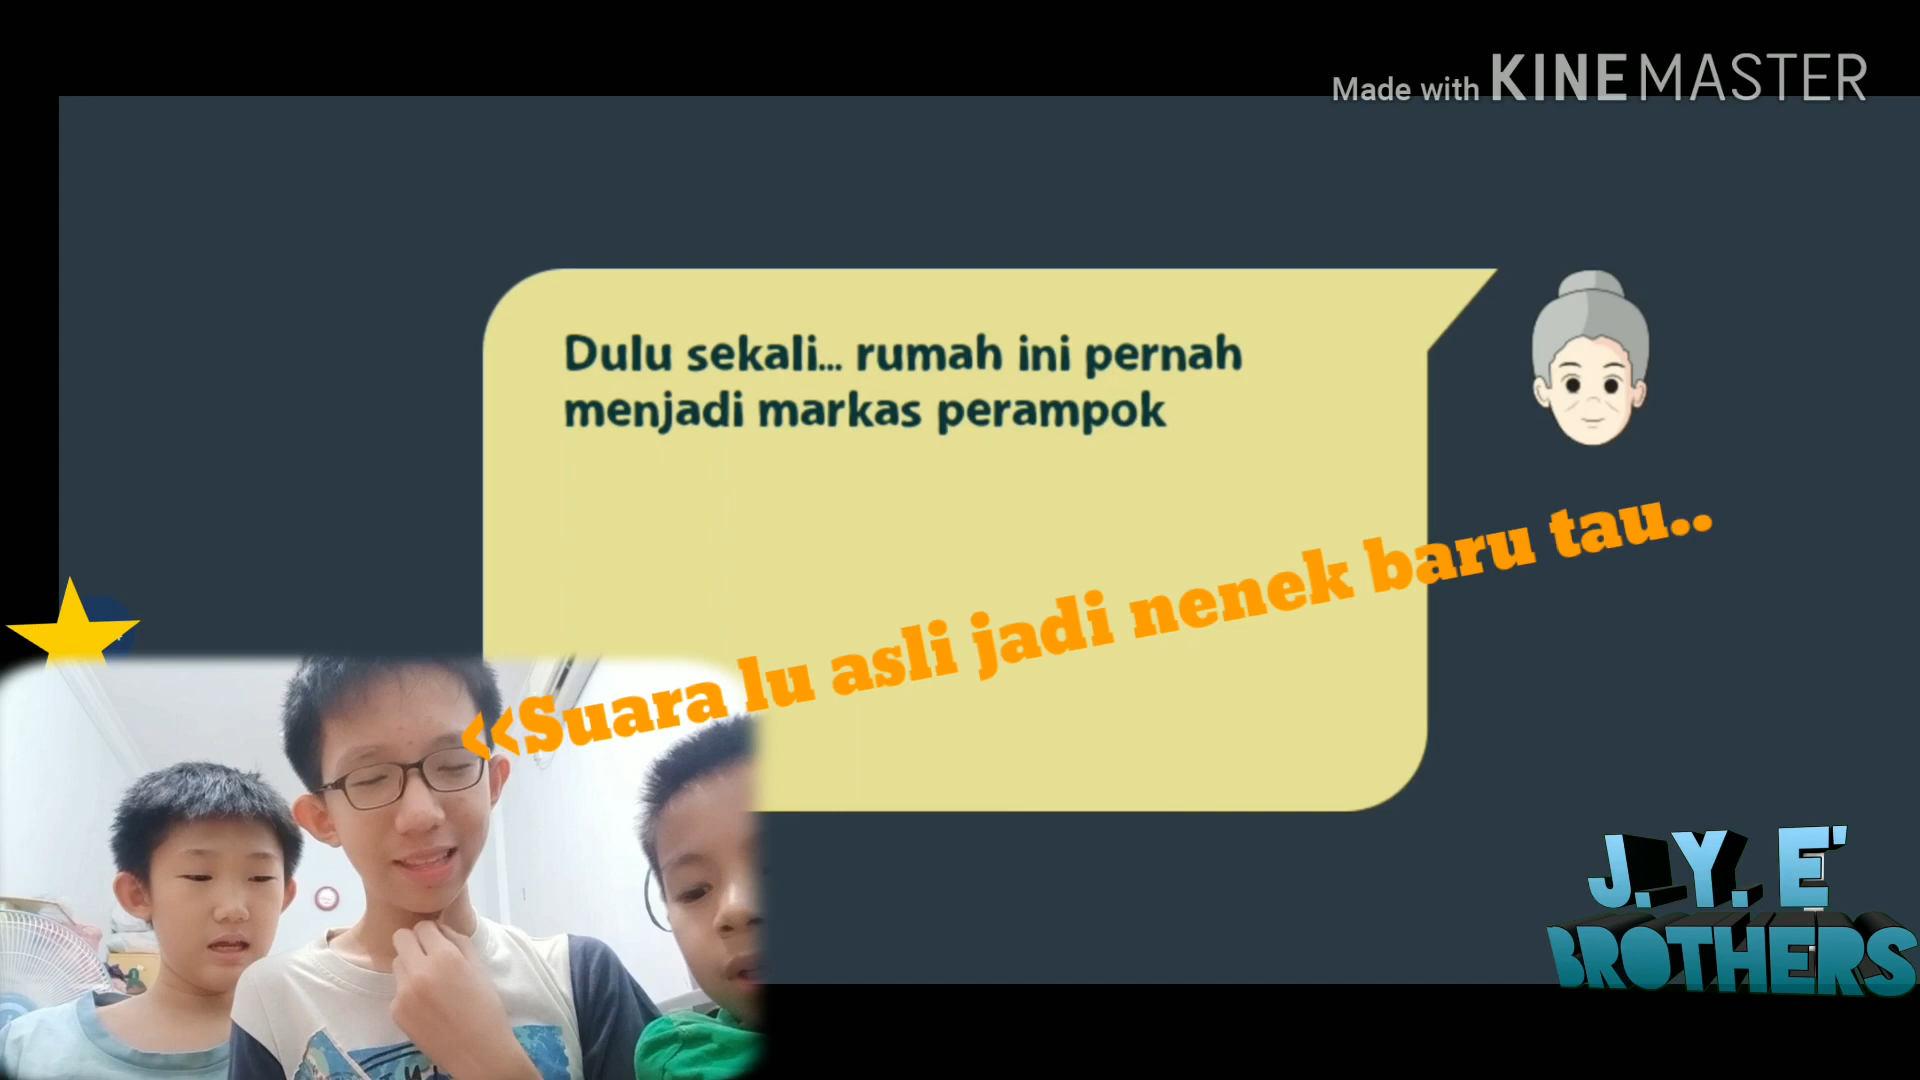 Made with KINEMASTER
Dulu sekali... rumah ini pernah
menjadi markas perampok
«Suara lu asli jadi nenek baru tau..
J. Y. E'
BROTHERS